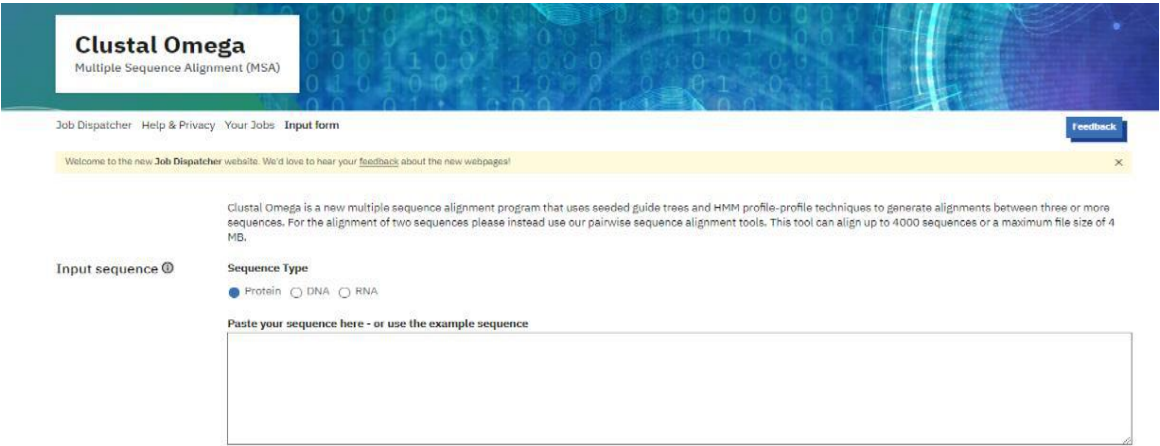 Clustal Omega
Multiple Sequence Alignment (MSA)
Job Dispatcher Help & Privacy Your Jobs Input form
Feedback
Welcome to the new Job Dispatcher website. We'd love to hear your feedback about the new webpages!
Clustal Omega is a new multiple sequence alignment program that uses seeded guide trees and HMM profile-profile techniques to generate alignments between three or more
sequences. For the alignment of two sequences please instead use our pairwise sequence alignment tools. This tool can align up to 4000 sequences or a maximum file size of 4
MB.
Input sequence
Sequence Type
Protein DNA RNA
Paste your sequence here - or use the example sequence